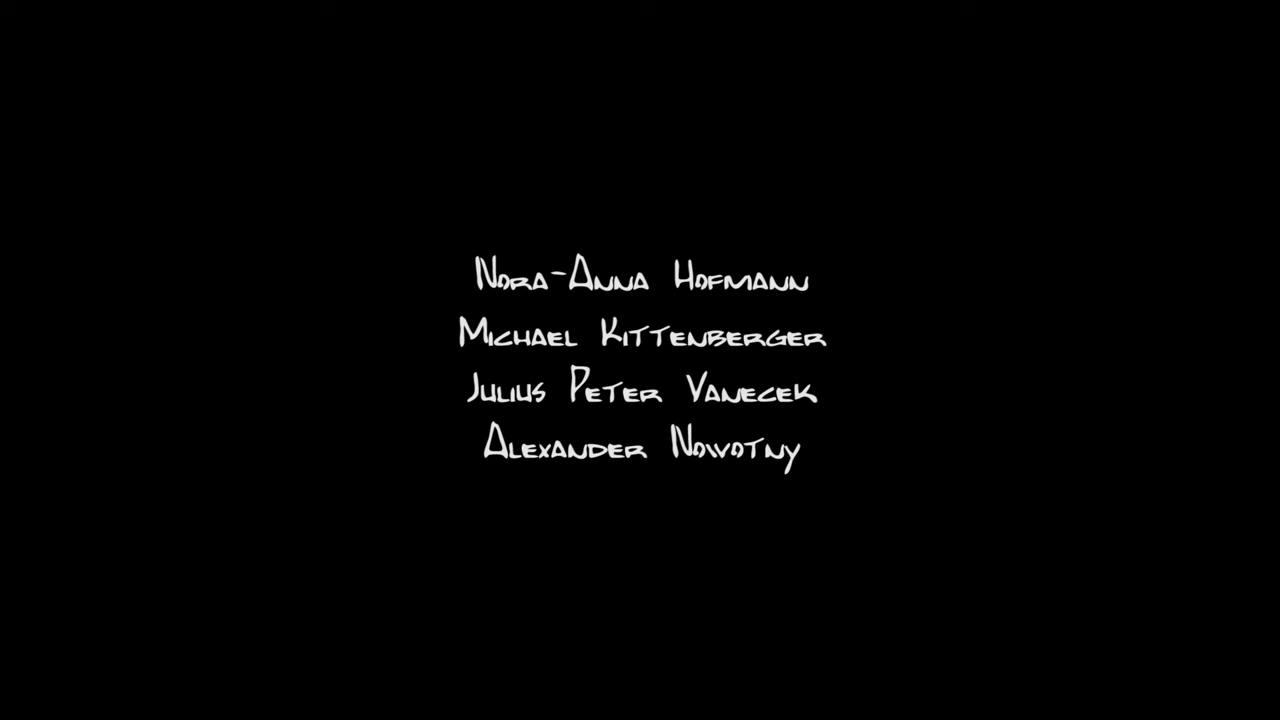 Nora-Anna Hofmann
Michael Kittenberger
Julius Peter Vanecek
Alexander Nowotny